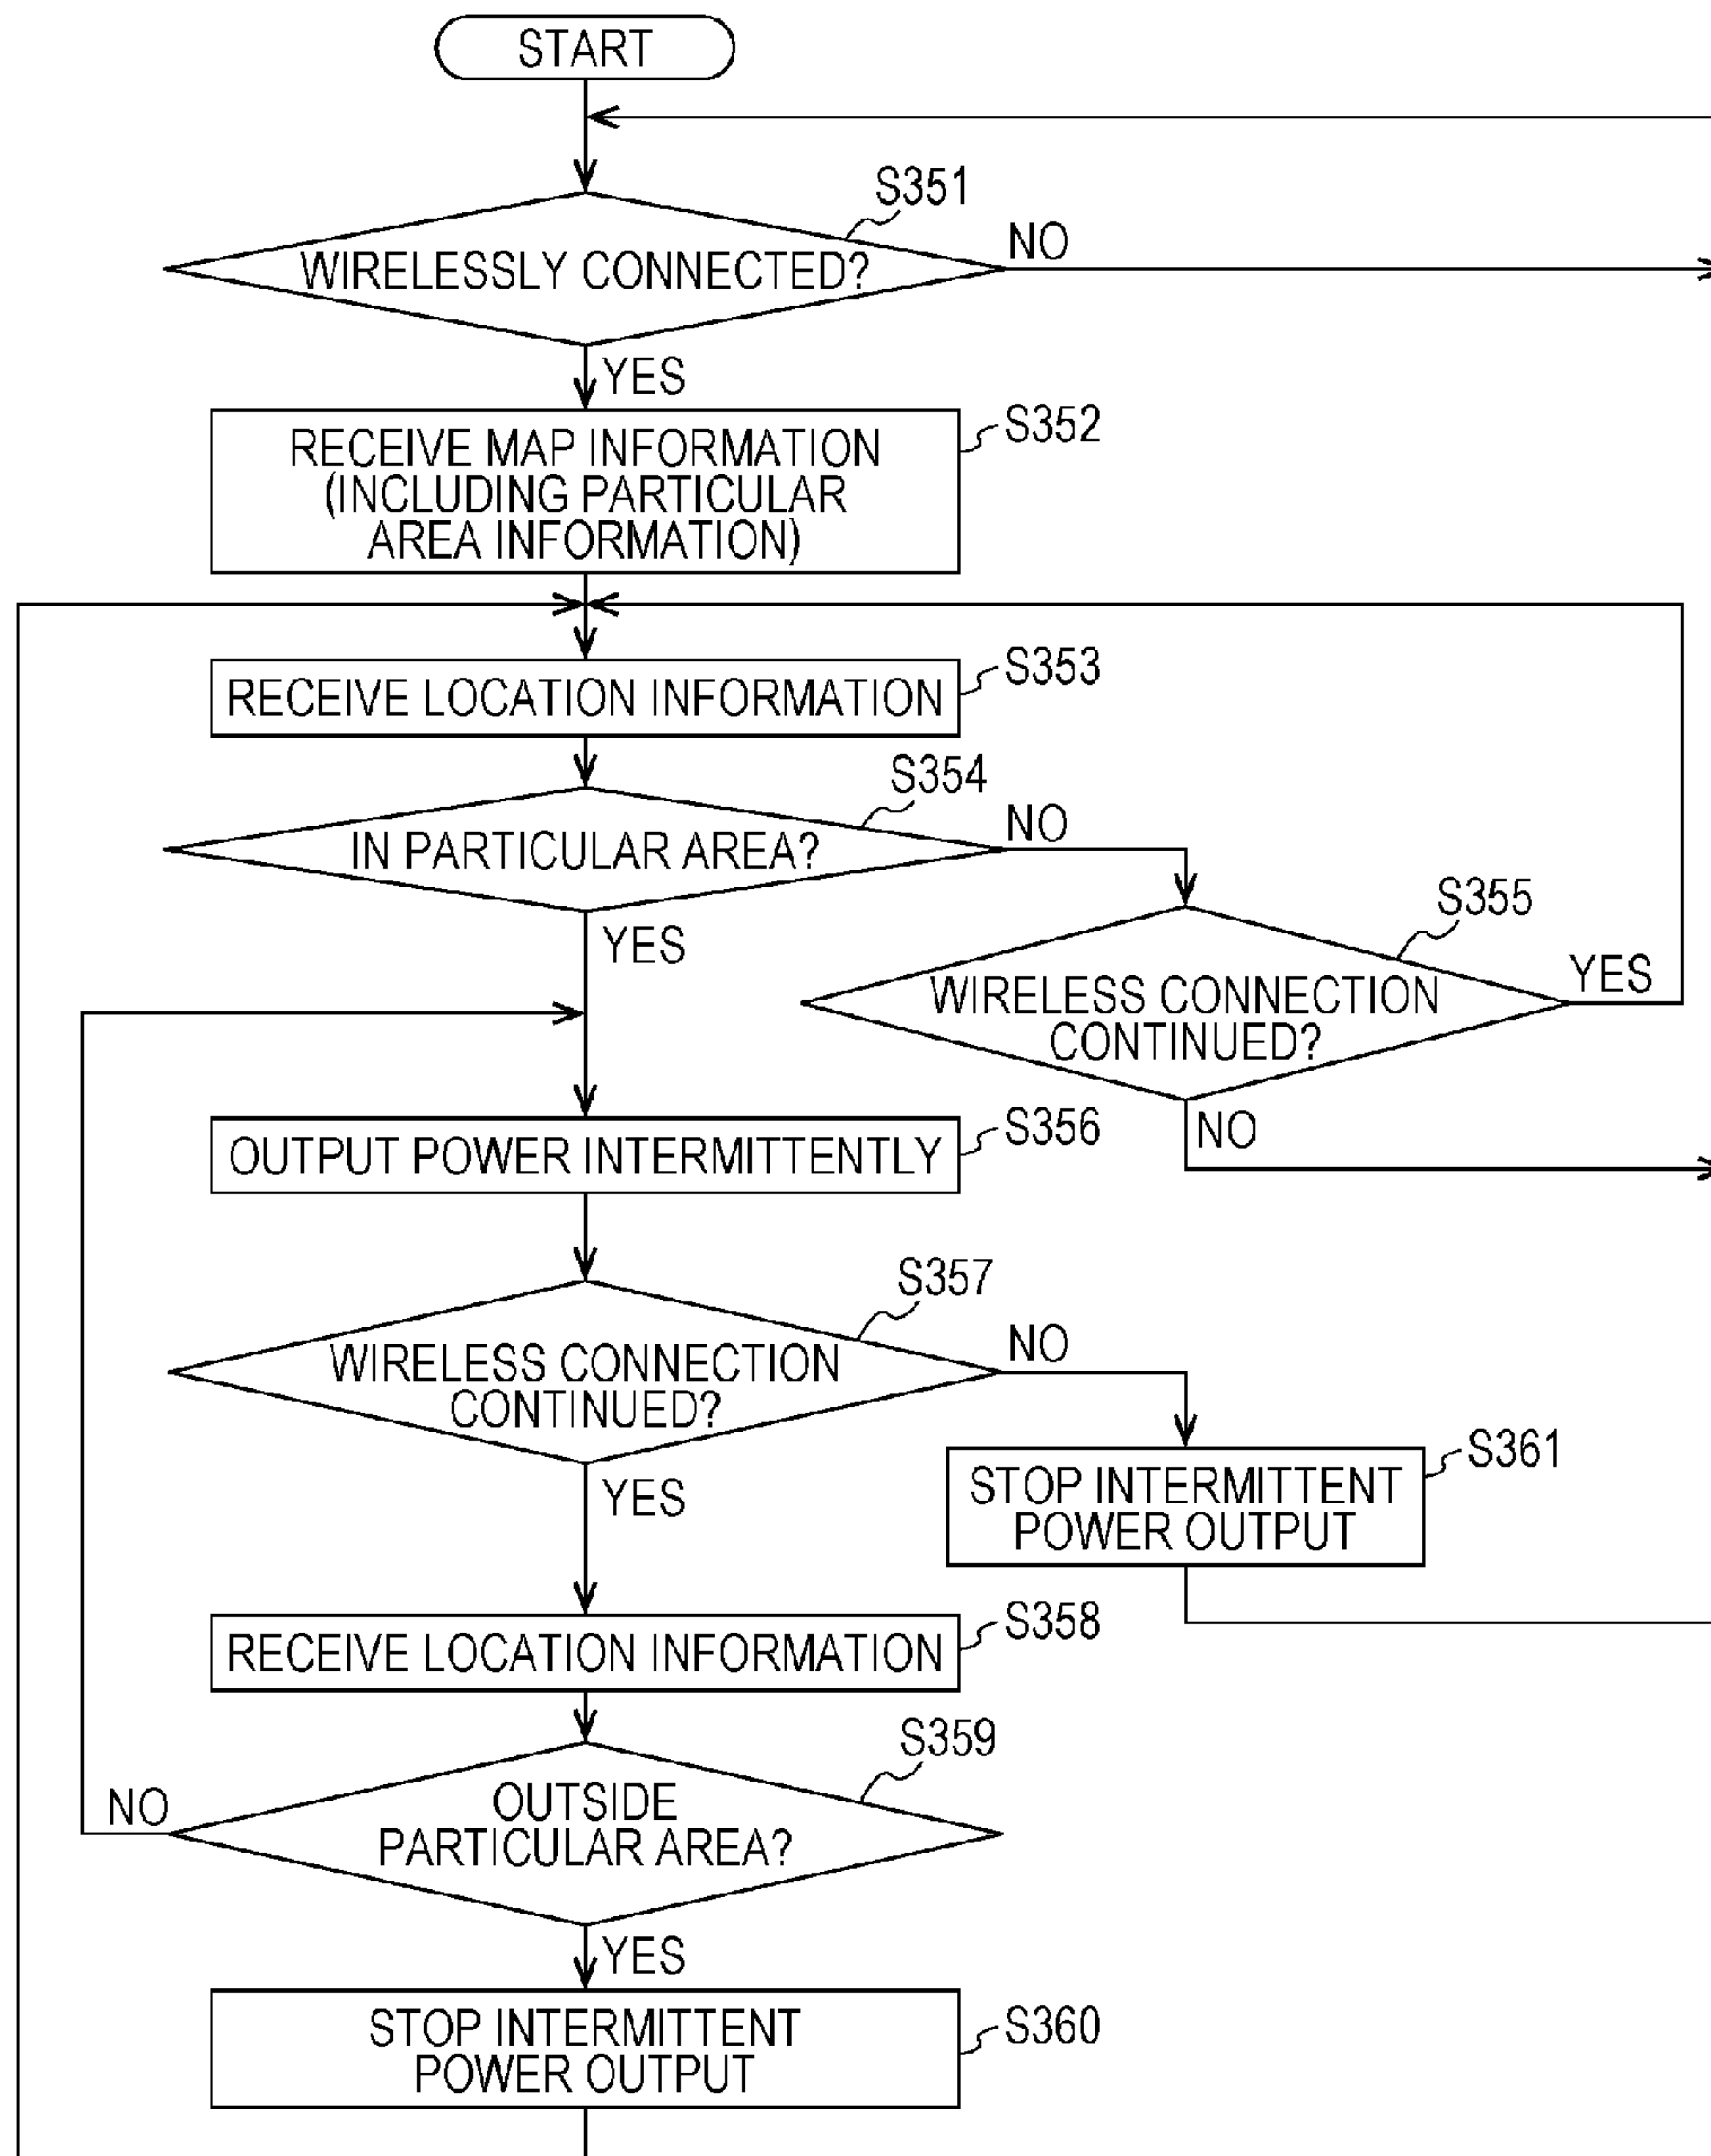 START
S351
WIRELESSLY CONNECTED?
NO
YES
S352
RECEIVE MAP INFORMATION
(INCLUDING PARTICULAR
AREA INFORMATION)
S353
RECEIVE LOCATION INFORMATION
S354
IN PARTICULAR AREA?
NO
YES
S355
WIRELESS CONNECTION
CONTINUED?
YES
NO
S356
OUTPUT POWER INTERMITTENTLY
S357
WIRELESS CONNECTION
CONTINUED?
NO
YES
S361
STOP INTERMITTENT
POWER OUTPUT
S358
RECEIVE LOCATION INFORMATION
S359
OUTSIDE
PARTICULAR AREA?
NO
YES
S360
STOP INTERMITTENT
POWER OUTPUT